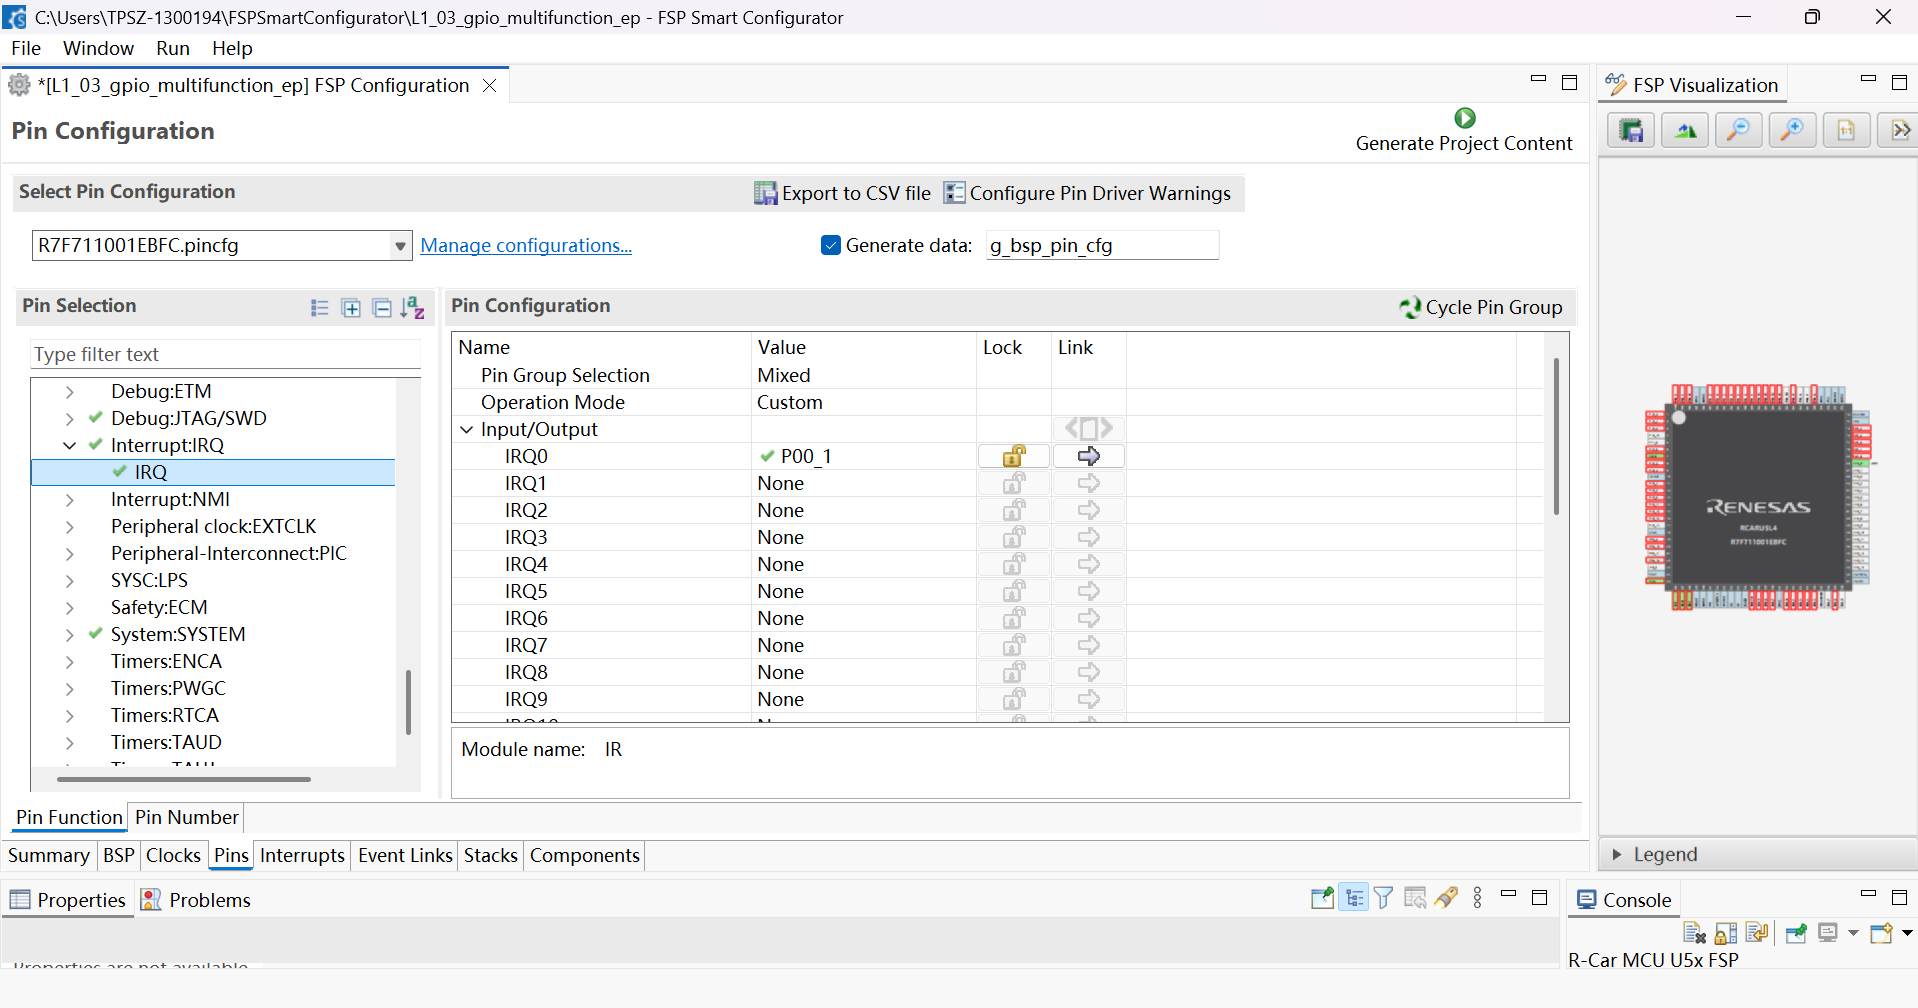 C:\Users\TPSZ-1300194\FSPSmartConfigurator\L1_03_gpio_multifunction_ep - FSP Smart Configurator
File Window Run Help
*[L1_03_gpio_multifunction_ep] FSP Configuration
FSP Visualization
Pin Configuration
Generate Project Content
Select Pin Configuration
Export to CSV file
Configure Pin Driver Warnings
R7F711001EBFC.pincfg
Manage configurations...
Generate data:
g_bsp_pin_cfg
Pin Selection
Type filter text
Debug:ETM
Debug:JTAG/SWD
Interrupt:IRQ
IRQ
Interrupt:NMI
Peripheral clock:EXTCLK
Peripheral-Interconnect:PIC
SYSC:LPS
Safety:ECM
System:SYSTEM
Timers:ENCA
Timers:PWGC
Timers:RTCA
Timers:TAUD
Pin Configuration
Cycle Pin Group
Name Value Lock Link
Pin Group Selection Mixed
Operation Mode Custom
Input/Output
IRQ0 P00_1
IRQ1 None
IRQ2 None
IRQ3 None
IRQ4 None
IRQ5 None
IRQ6 None
IRQ7 None
IRQ8 None
IRQ9 None
Module name: IR
RENESAS
RCARUSL4
R7F711001EBFC
Legend
Pin Function Pin Number
Summary BSP Clocks Pins Interrupts Event Links Stacks Components
Properties Problems
Properties are not available
Console
R-Car MCU U5x FSP